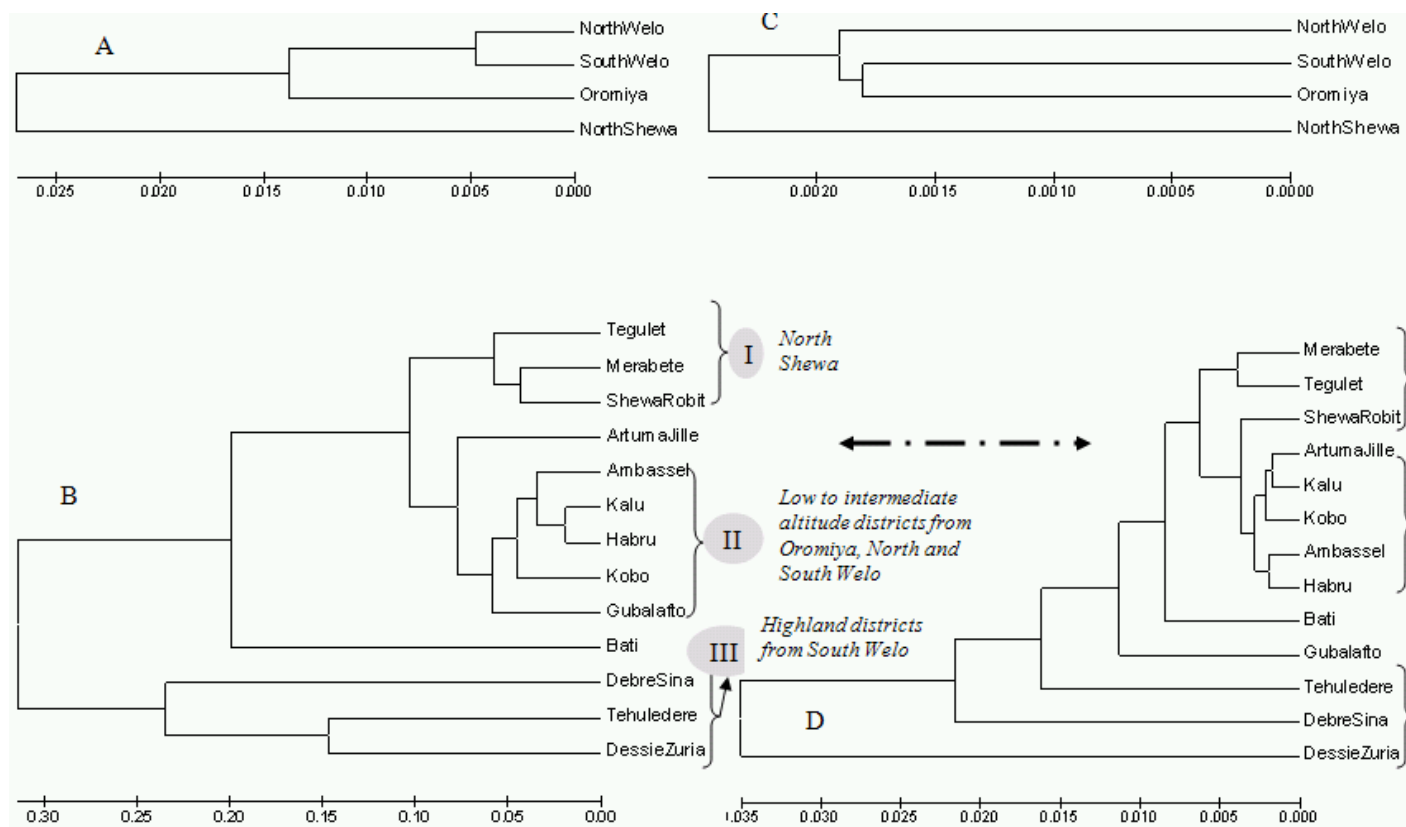 A
NorthWelo
SouthWelo
Oromiya
NorthShewa
0.025 0.020 0.015 0.010 0.005 0.000
C
NorthWelo
SouthWelo
Oromiya
NorthShewa
0.0020 0.0015 0.0010 0.0005 0.0000
B
Tegulet
Merabete
ShewaRobit
ArtumaJille
Ambassel
Kalu
Habru
Kobo
Gubalafto
Bati
DebreSina
Tehuledere
DessieZuria
0.30 0.25 0.20 0.15 0.10 0.05 0.00
I
North
Shewa
II
Low to intermediate
altitude districts from
Oromiya, North and
South Welo
III
Highland districts
from South Welo
D
Merabete
Tegulet
ShewaRobit
ArtumaJille
Kalu
Kobo
Ambassel
Habru
Bati
Gubalafto
Tehuledere
DebreSina
DessieZuria
.035 0.030 0.025 0.020 0.015 0.010 0.005 0.000